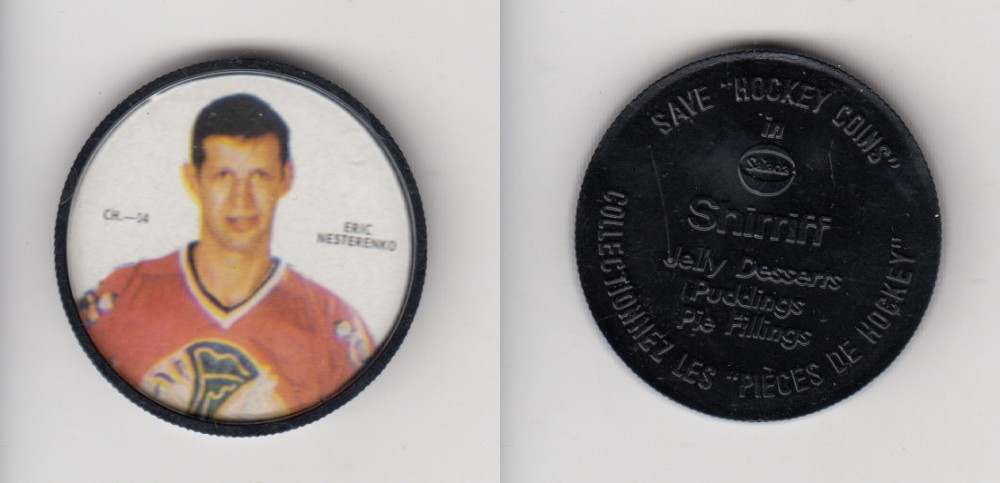 CH.—14
ERIC
NESTERENKO
SAVE "HOCKEY COINS"
in
Salada
Shirriff
Jelly Desserts
Puddings
Pie Fillings
COLLECTIONNEZ LES "PIÈCES DE HOCKEY"